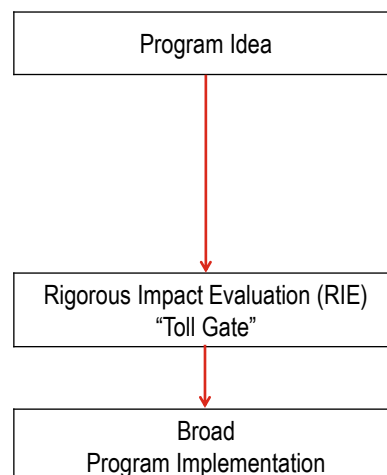 Program Idea
Rigorous Impact Evaluation (RIE)
“Toll Gate”
Broad
Program Implementation